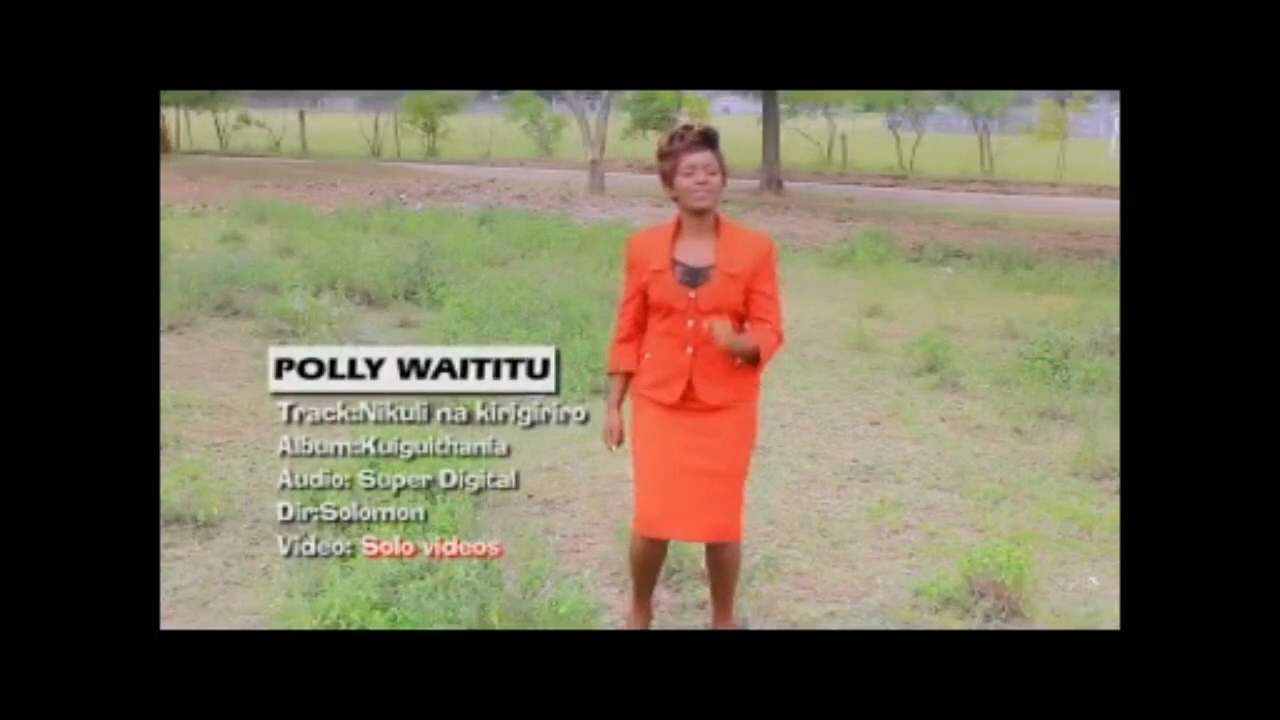 POLLY WAITITU
Track:Nikuli na kirigiriro
Album:Kuiguithania
Audio: Super Digital
Dir:Solomon
Video: Solo videos